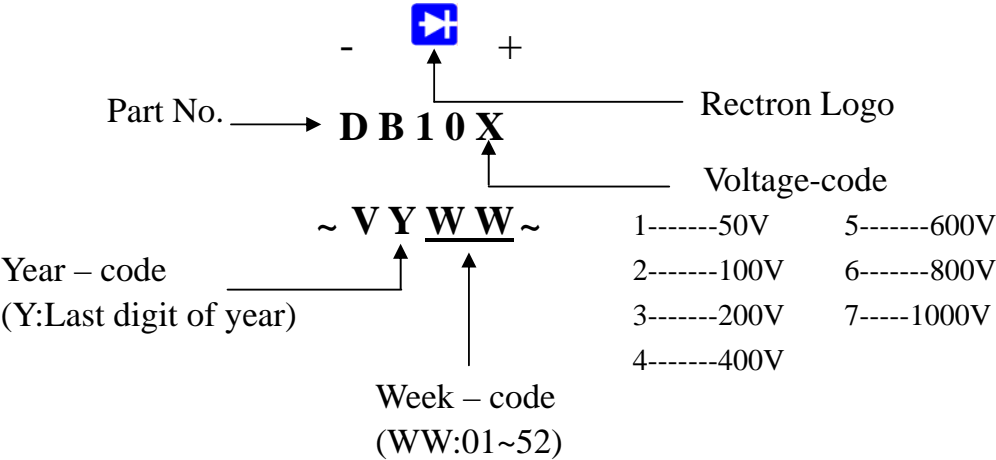 - +
Part No. Rectron Logo
D B 1 0 X
Voltage-code
~ V Y W W ~
1-------50V 5-------600V
Year – code
2-------100V 6-------800V
(Y:Last digit of year)
3-------200V 7-----1000V
4-------400V
Week – code
(WW:01~52)